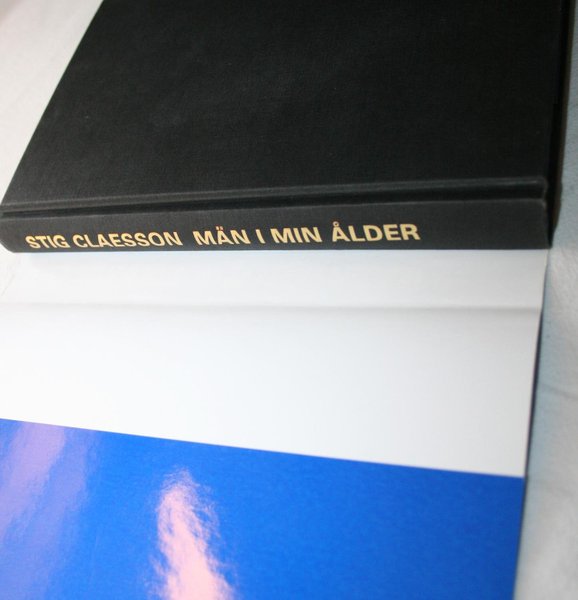 STIG CLAESSON MÄN I MIN ÅLDER